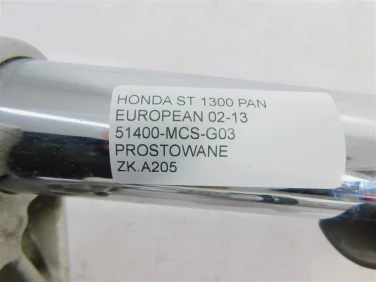 HONDA ST 1300 PAN
EUROPEAN 02-13
51400-MCS-G03
PROSTOWANE
ZK.A205